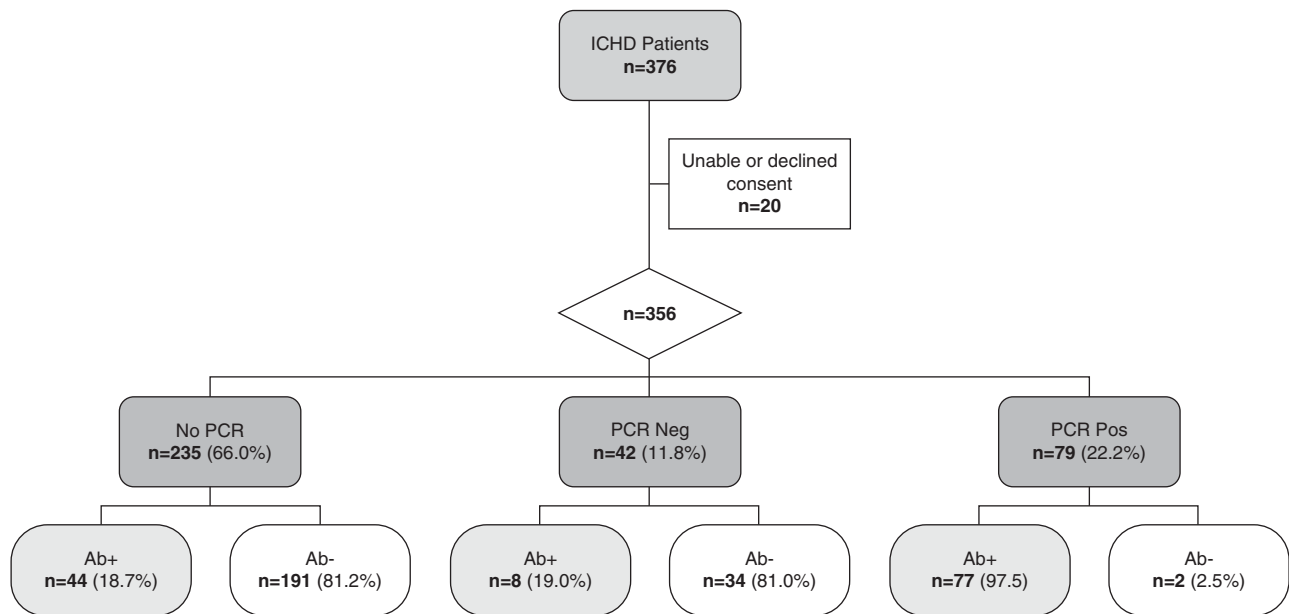 ICHD Patients
n=376
Unable or declined
consent
n=20
n=356
No PCR
n=235 (66.0%)
PCR Neg
n=42 (11.8%)
PCR Pos
n=79 (22.2%)
Ab+
n=44 (18.7%)
Ab-
n=191 (81.2%)
Ab+
n=8 (19.0%)
Ab-
n=34 (81.0%)
Ab+
n=77 (97.5)
Ab-
n=2 (2.5%)